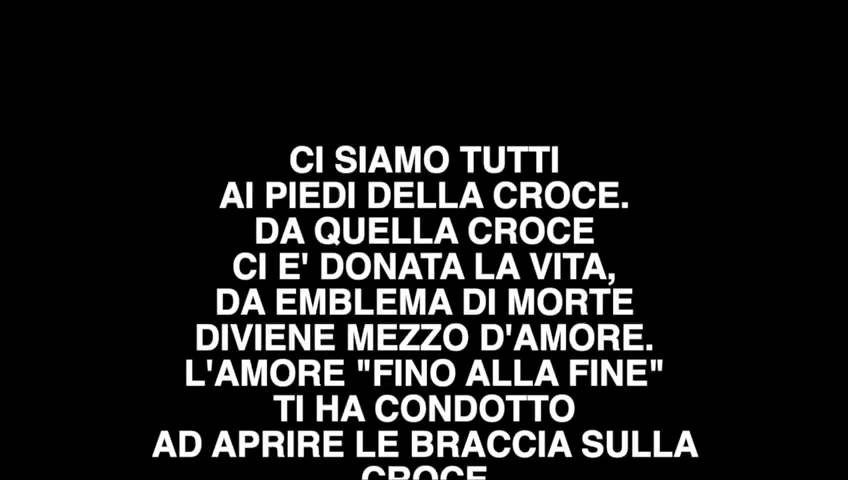 CI SIAMO TUTTI
AI PIEDI DELLA CROCE.
DA QUELLA CROCE
CI E' DONATA LA VITA,
DA EMBLEMA DI MORTE
DIVIENE MEZZO D'AMORE.
L'AMORE "FINO ALLA FINE"
TI HA CONDOTTO
AD APRIRE LE BRACCIA SULLA
CROCE